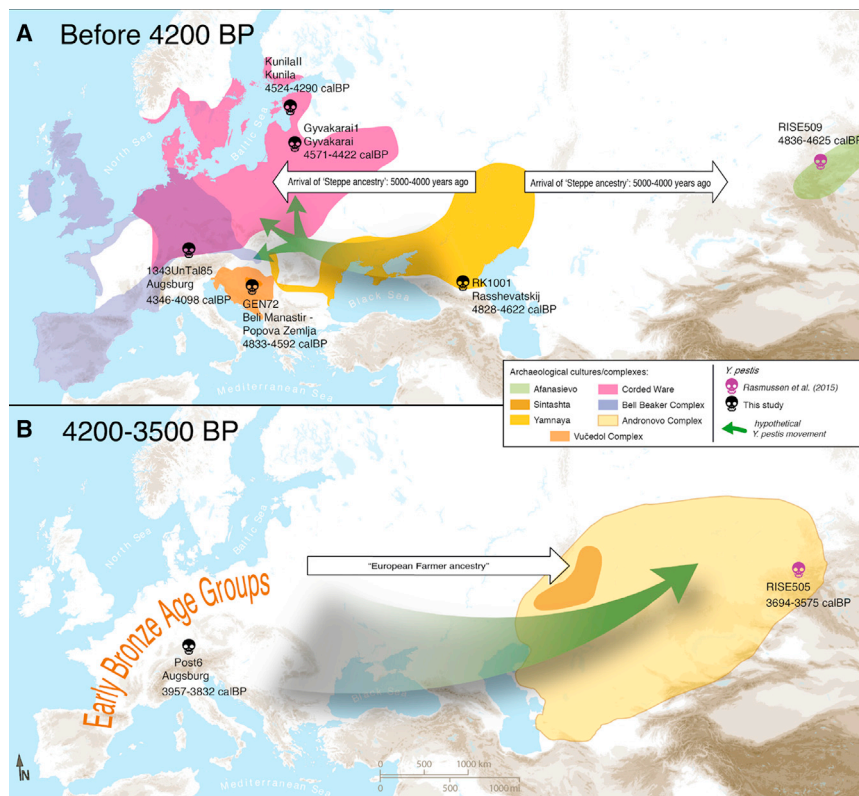 A Before 4200 BP
KunilaII
Kunila
4524-4290 calBP
Gyvakarai1
Gyvakarai
4571-4422 calBP
RISE509
4836-4625 calBP
North Sea
Baltic Sea
Arrival of 'Steppe ancestry': 5000-4000 years ago
Arrival of 'Steppe ancestry': 5000-4000 years ago
1343UnTal85
Augsburg
4346-4098 calBP
GEN72
Beli Manastir -
Popova Zemlja
4833-4592 calBP
RK1001
Rasshevatskij
4828-4622 calBP
Black Sea
Mediterranean Sea
Archaeological cultures/complexes:
Afanasievo
Sintashta
Yamnaya
Corded Ware
Bell Beaker Complex
Andronovo Complex
Vučedol Complex
Y. pestis
Rasmussen et al. (2015)
This study
hypothetical
Y. pestis movement
B 4200-3500 BP
North Sea
Baltic Sea
"European Farmer ancestry"
Early Bronze Age Groups
RISE505
3694-3575 calBP
Post6
Augsburg
3957-3832 calBP
Black Sea
Mediterranean Sea
N
0 500 1000 km
0 500 1000 mi